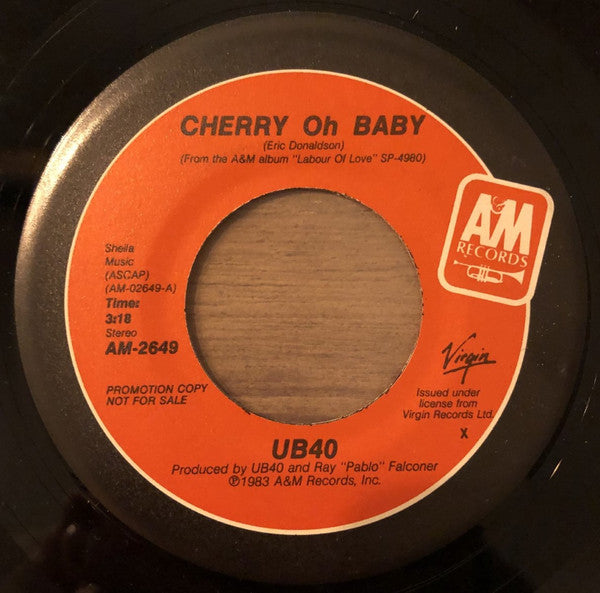 CHERRY Oh BABY
(Eric Donaldson)
(From the A&M album "Labour Of Love" SP-4980)
A&M
RECORDS
Sheila
Music
(ASCAP)
(AM-02649-A)
Time:
3:18
Stereo
AM-2649
PROMOTION COPY
NOT FOR SALE
Virgin
Issued under
license from
Virgin Records Ltd.
X
UB40
Produced by UB40 and Ray "Pablo" Falconer
℗1983 A&M Records, Inc.